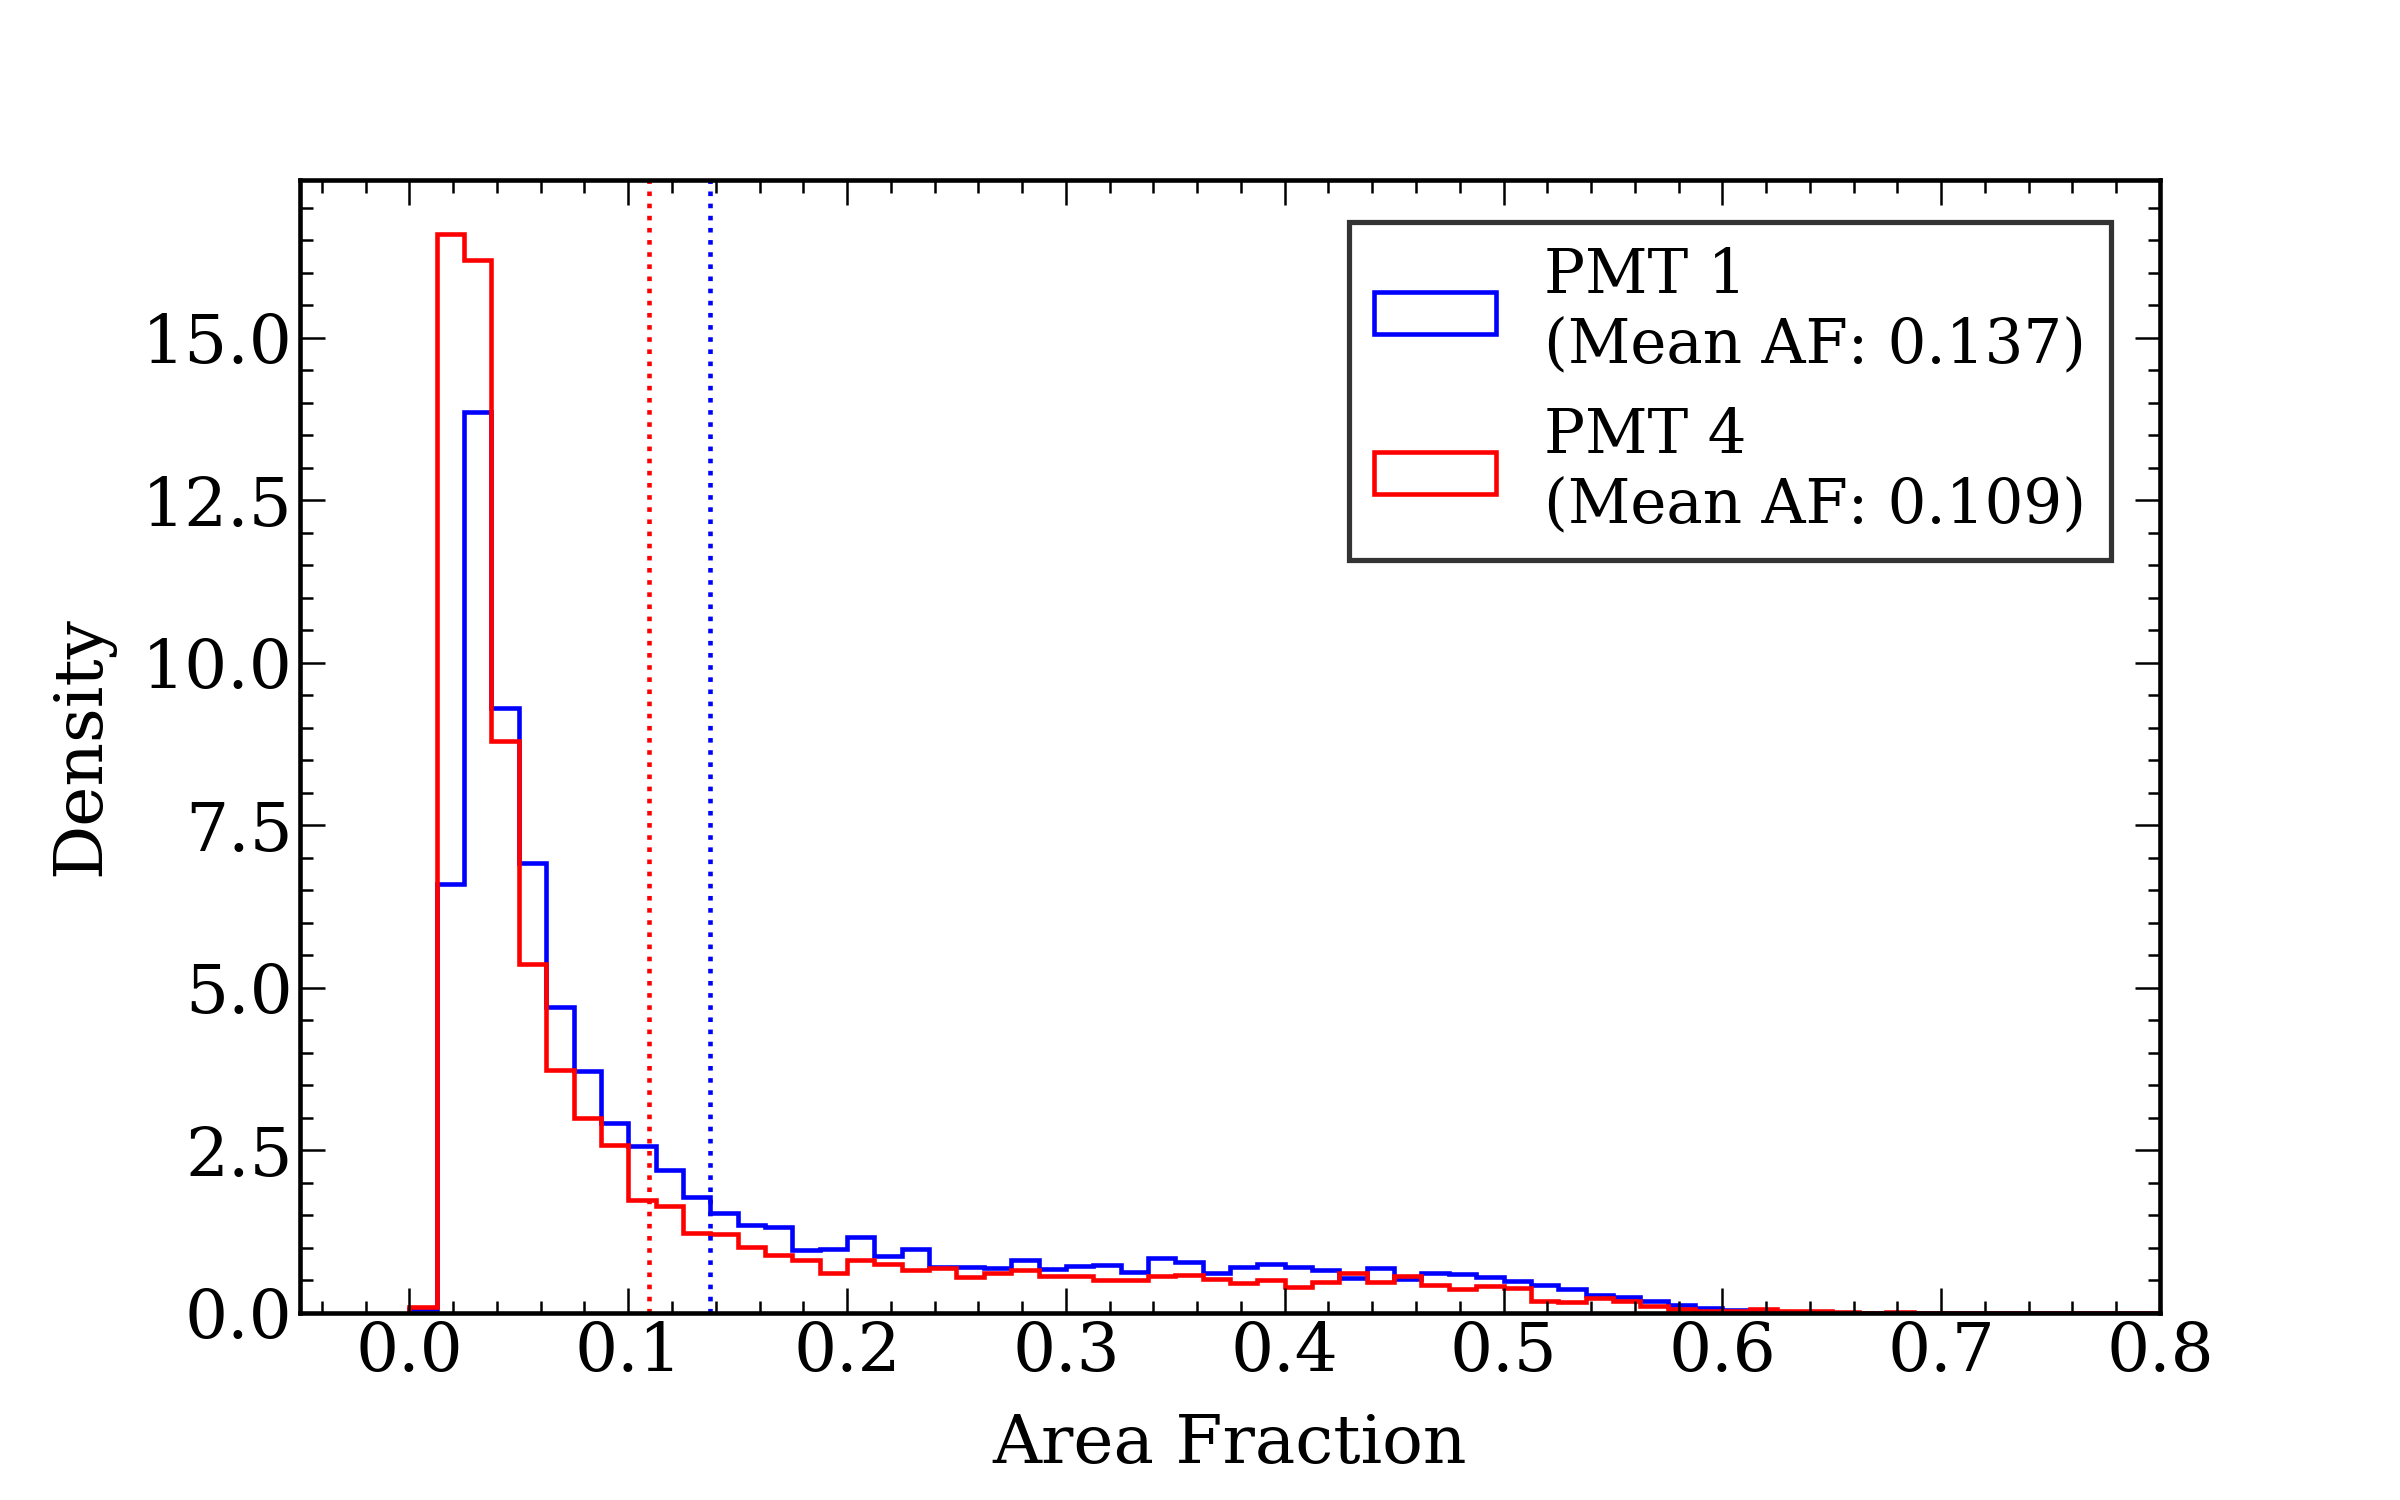 PMT 1
(Mean AF: 0.137)
PMT 4
(Mean AF: 0.109)
Density
15.0
12.5
10.0
7.5
5.0
2.5
0.0
0.0 0.1 0.2 0.3 0.4 0.5 0.6 0.7 0.8
Area Fraction